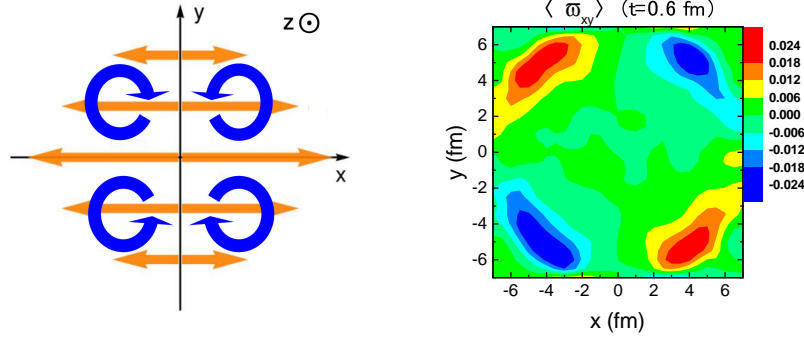 y
z
x
⟨ ϖxy ⟩ (t=0.6 fm)
y (fm)
6
4
2
0
-2
-4
-6
-6 -4 -2 0 2 4 6
x (fm)
0.024
0.018
0.012
0.006
0.000
-0.006
-0.012
-0.018
-0.024